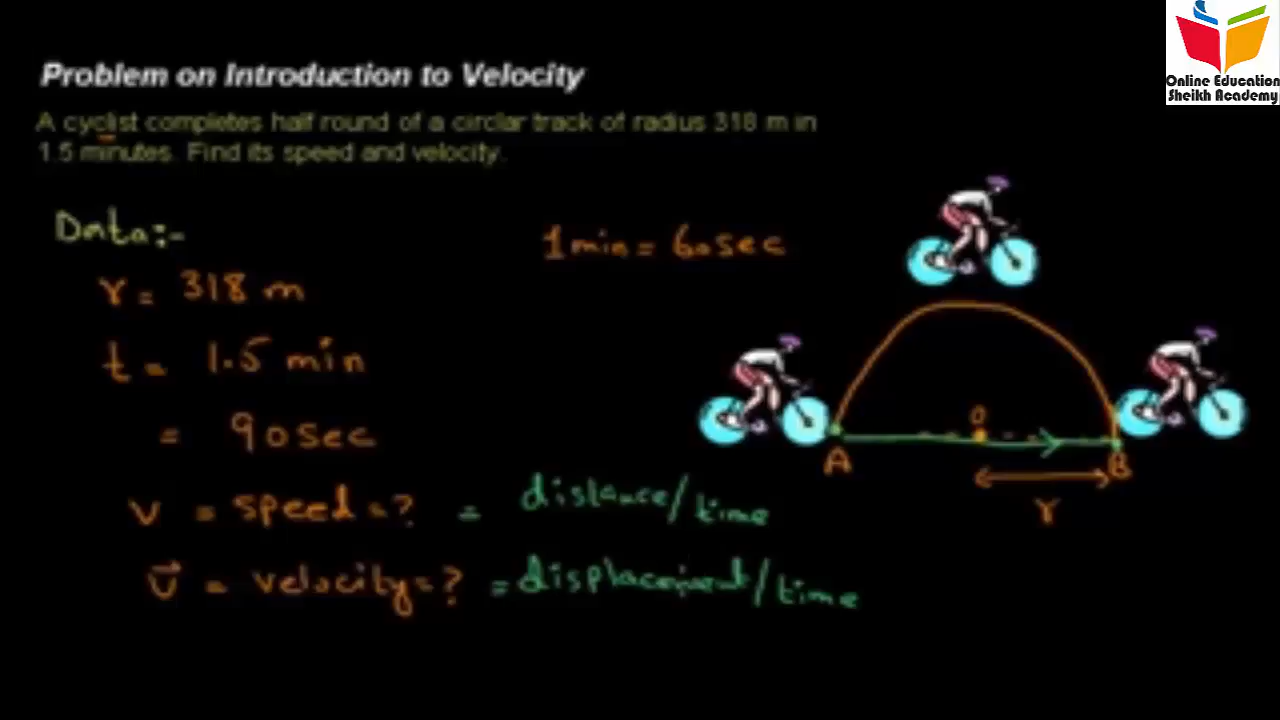 Online Education
Sheikh Academy
Problem on Introduction to Velocity
A cyclist completes half round of a circlar track of radius 318 m in
1.5 minutes. Find its speed and velocity.
Data:-
r = 318 m
1 min = 60 sec
t = 1.5 min
= 90 sec
v = speed = ? = distance/time
v⃗ = velocity = ? = displacement/time
O
A
B
r